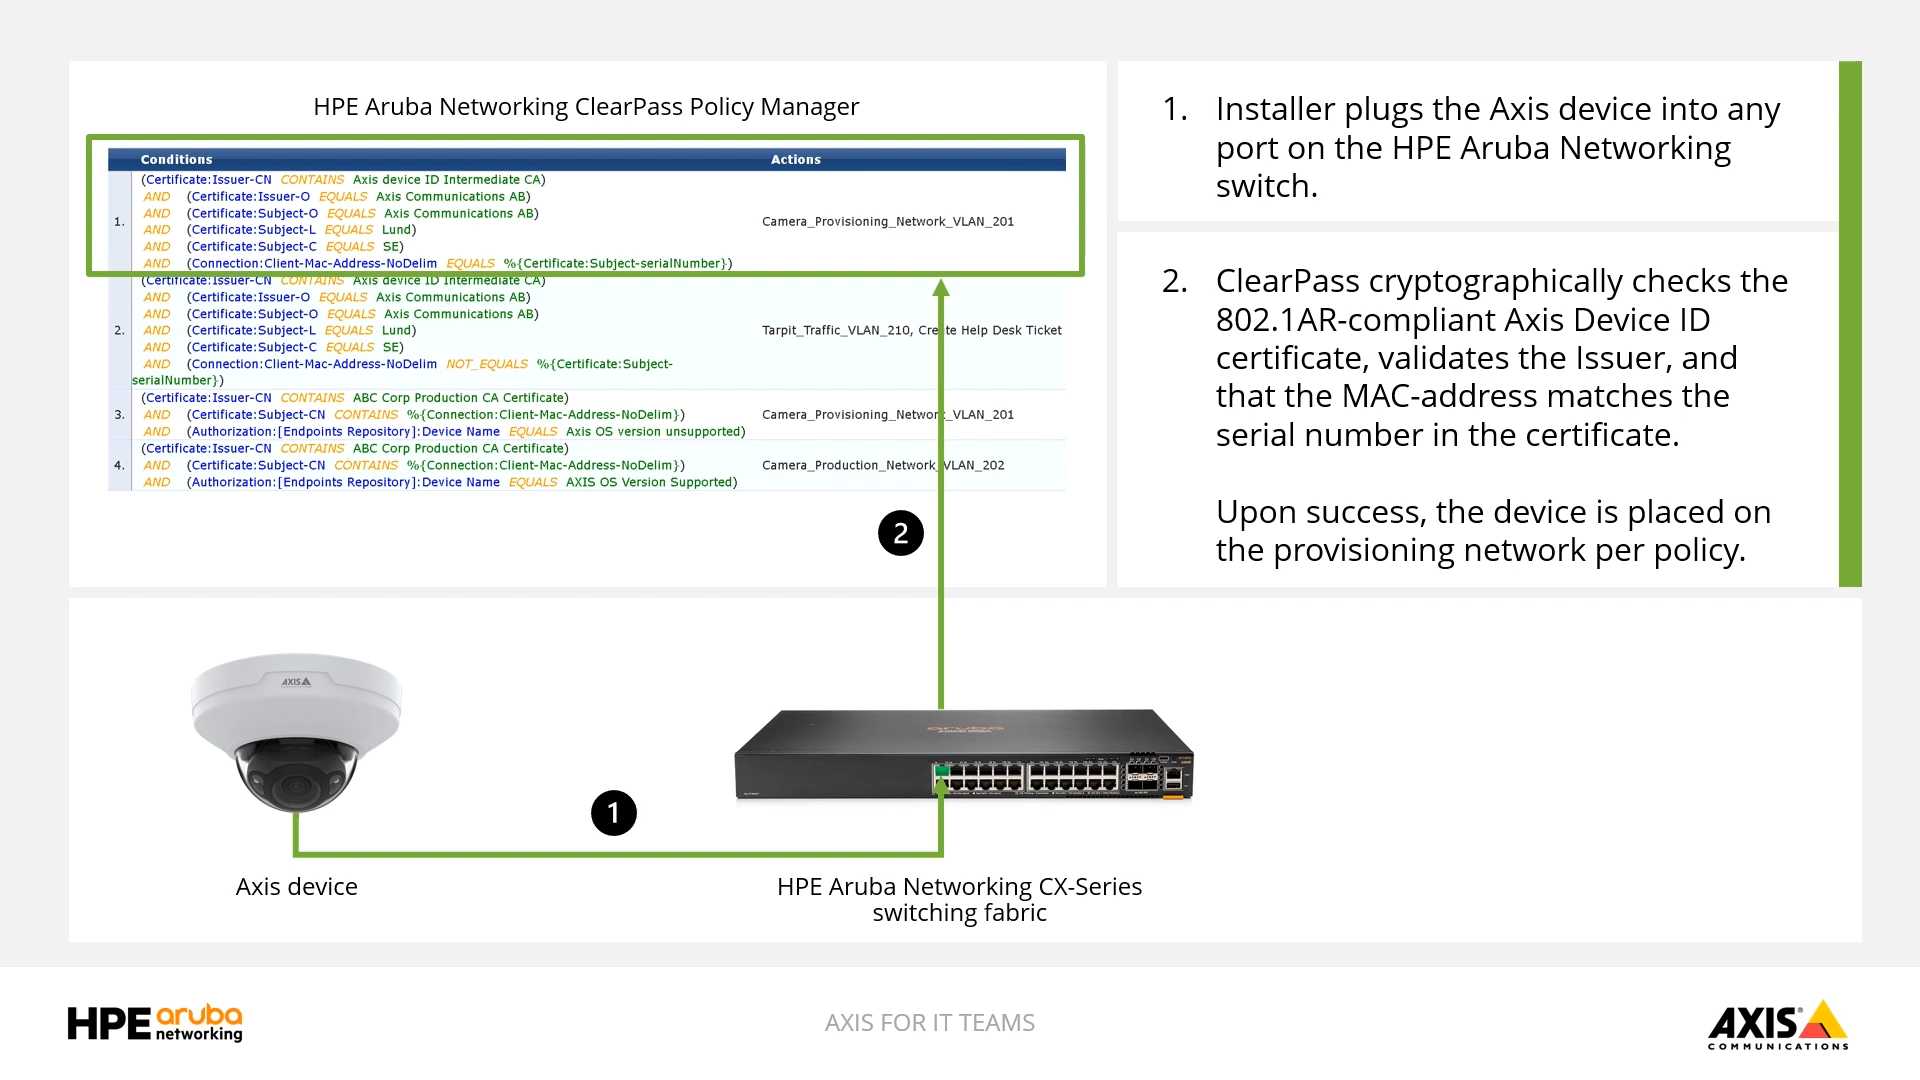 HPE Aruba Networking ClearPass Policy Manager
Conditions Actions
1.
(Certificate:Issuer-CN CONTAINS Axis device ID Intermediate CA)
AND (Certificate:Issuer-O EQUALS Axis Communications AB)
AND (Certificate:Subject-O EQUALS Axis Communications AB)
AND (Certificate:Subject-L EQUALS Lund)
AND (Certificate:Subject-C EQUALS SE)
AND (Connection:Client-Mac-Address-NoDelim EQUALS %{Certificate:Subject-serialNumber})
Camera_Provisioning_Network_VLAN_201
2.
(Certificate:Issuer-CN CONTAINS Axis device ID Intermediate CA)
AND (Certificate:Issuer-O EQUALS Axis Communications AB)
AND (Certificate:Subject-O EQUALS Axis Communications AB)
AND (Certificate:Subject-L EQUALS Lund)
AND (Certificate:Subject-C EQUALS SE)
AND (Connection:Client-Mac-Address-NoDelim NOT_EQUALS %{Certificate:Subject-
serialNumber})
Tarpit_Traffic_VLAN_210, Create Help Desk Ticket
3.
(Certificate:Issuer-CN CONTAINS ABC Corp Production CA Certificate)
AND (Certificate:Subject-CN CONTAINS %{Connection:Client-Mac-Address-NoDelim})
AND (Authorization:[Endpoints Repository]:Device Name EQUALS Axis OS version unsupported)
Camera_Provisioning_Network_VLAN_201
4.
(Certificate:Issuer-CN CONTAINS ABC Corp Production CA Certificate)
AND (Certificate:Subject-CN CONTAINS %{Connection:Client-Mac-Address-NoDelim})
AND (Authorization:[Endpoints Repository]:Device Name EQUALS AXIS OS Version Supported)
Camera_Production_Network_VLAN_202
2
1. Installer plugs the Axis device into any
port on the HPE Aruba Networking
switch.
2. ClearPass cryptographically checks the
802.1AR-compliant Axis Device ID
certificate, validates the Issuer, and
that the MAC-address matches the
serial number in the certificate.
Upon success, the device is placed on
the provisioning network per policy.
AXIS
aruba
1
Axis device
HPE Aruba Networking CX-Series
switching fabric
HPE aruba
networking
AXIS FOR IT TEAMS
AXIS
COMMUNICATIONS